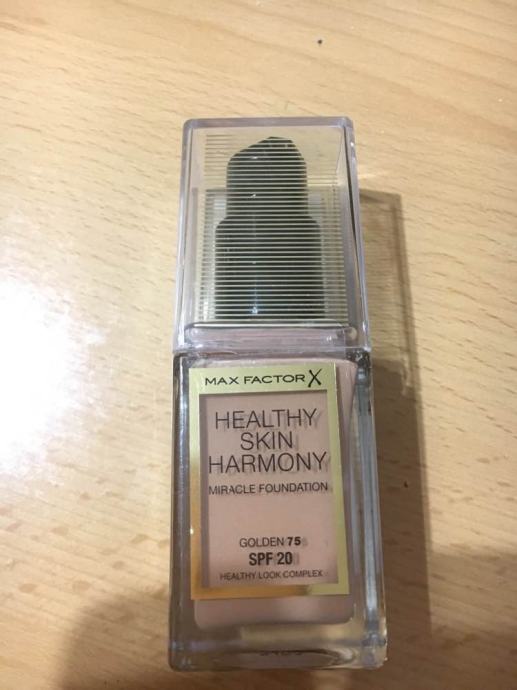 MAX FACTOR X
HEALTHY
SKIN
HARMONY
MIRACLE FOUNDATION
GOLDEN 75
SPF 20
HEALTHY LOOK COMPLEX